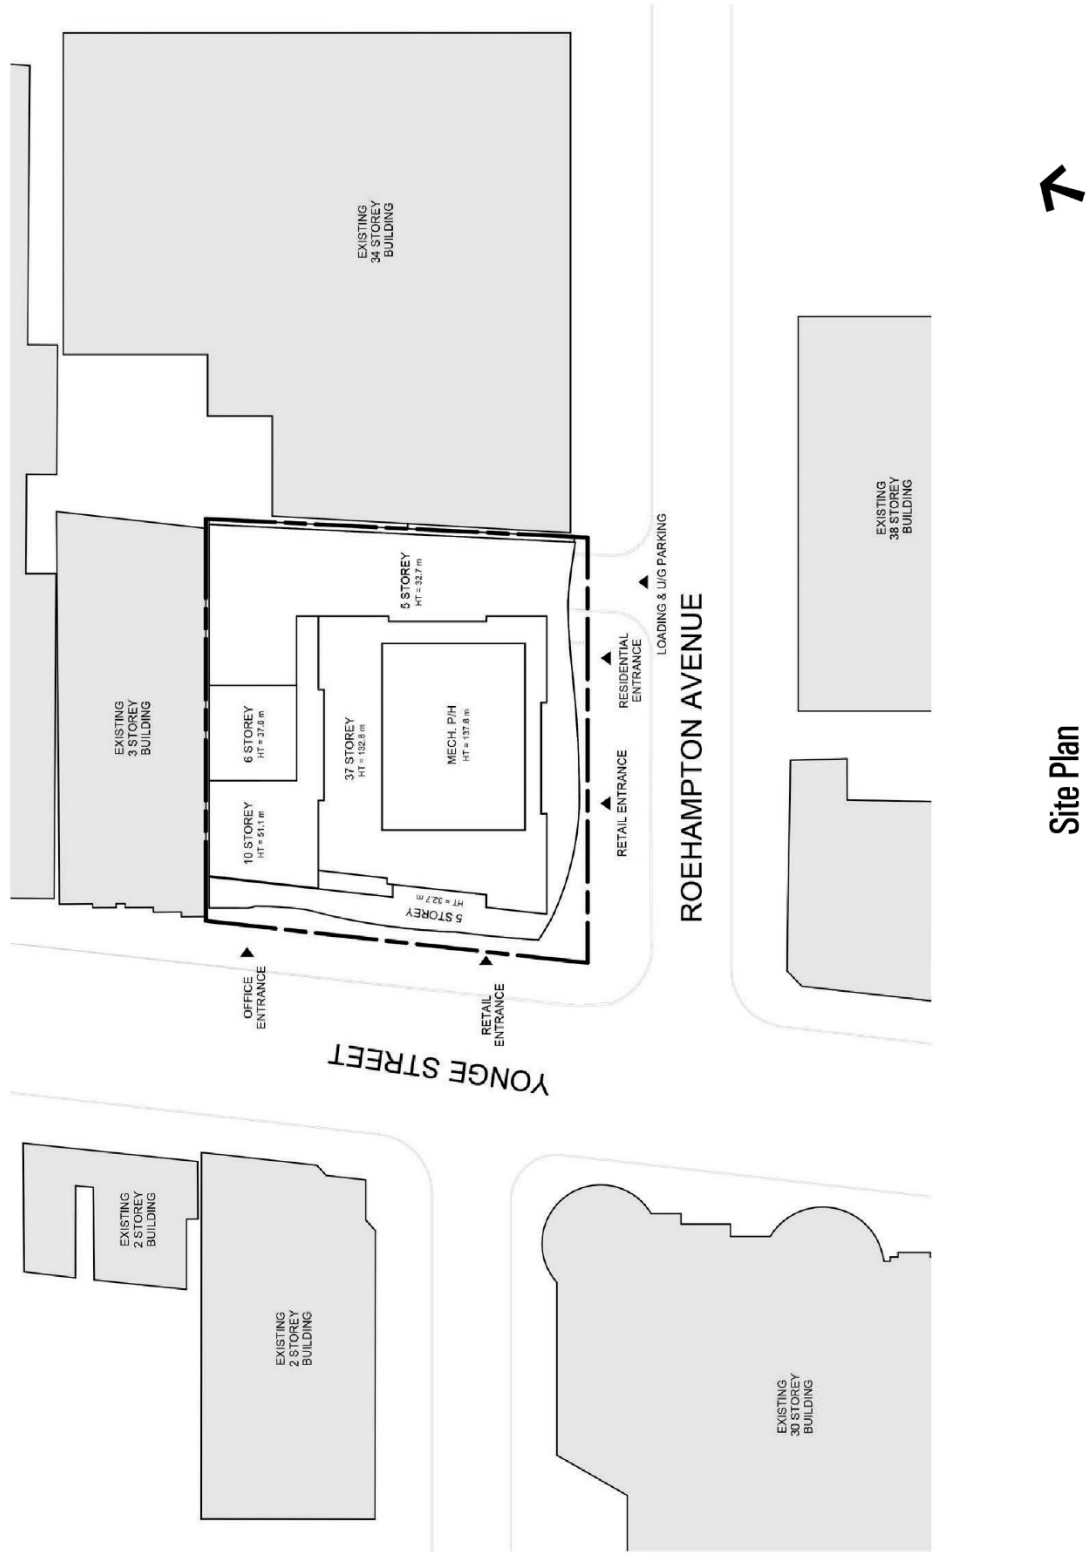 EXISTING
3 STOREY
BUILDING
EXISTING
34 STOREY
BUILDING
10 STOREY
HT = 51.1 m
6 STOREY
HT = 37.8 m
37 STOREY
HT = 132.8 m
5 STOREY
HT = 32.7 m
MECH. P/H
HT = 137.8 m
5 STOREY
HT = 32.7 m
OFFICE
ENTRANCE
RETAIL
ENTRANCE
RETAIL ENTRANCE
RESIDENTIAL
ENTRANCE
LOADING & U/G PARKING
YONGE STREET
ROEHAMPTON AVENUE
EXISTING
2 STOREY
BUILDING
EXISTING
2 STOREY
BUILDING
EXISTING
30 STOREY
BUILDING
EXISTING
38 STOREY
BUILDING
Site Plan